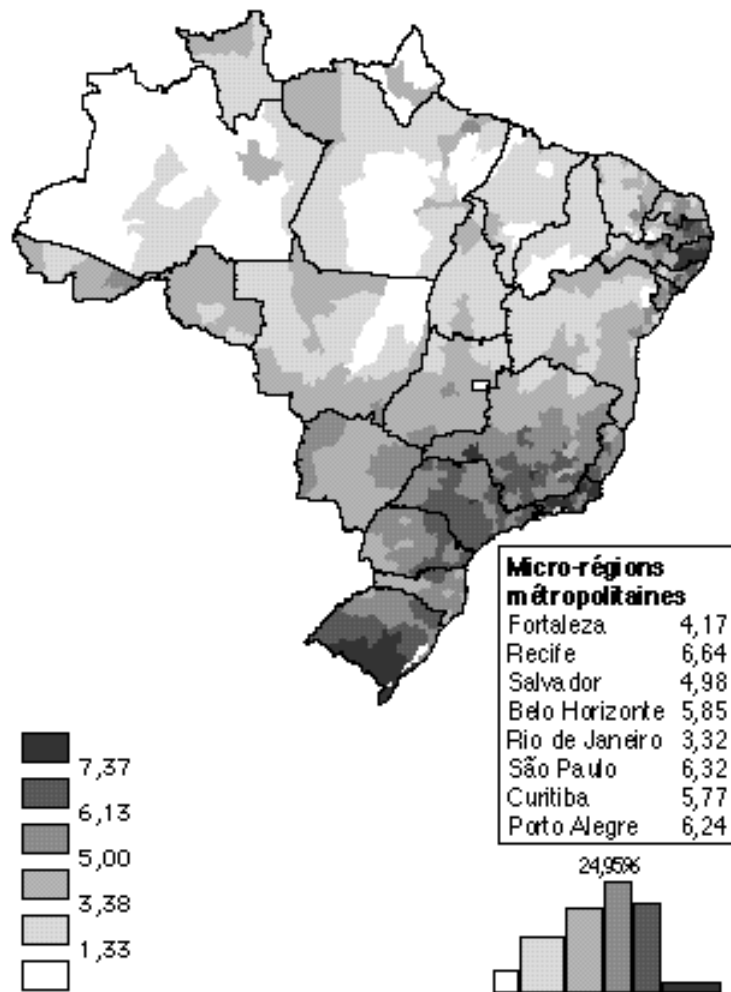 Micro-régions
métropolitaines
Fortaleza 4,17
Recife 6,64
Salvador 4,98
Belo Horizonte 5,85
Rio de Janeiro 3,32
São Paulo 6,32
Curitiba 5,77
Porto Alegre 6,24
7,37
6,13
5,00
3,38
1,33
24,95%